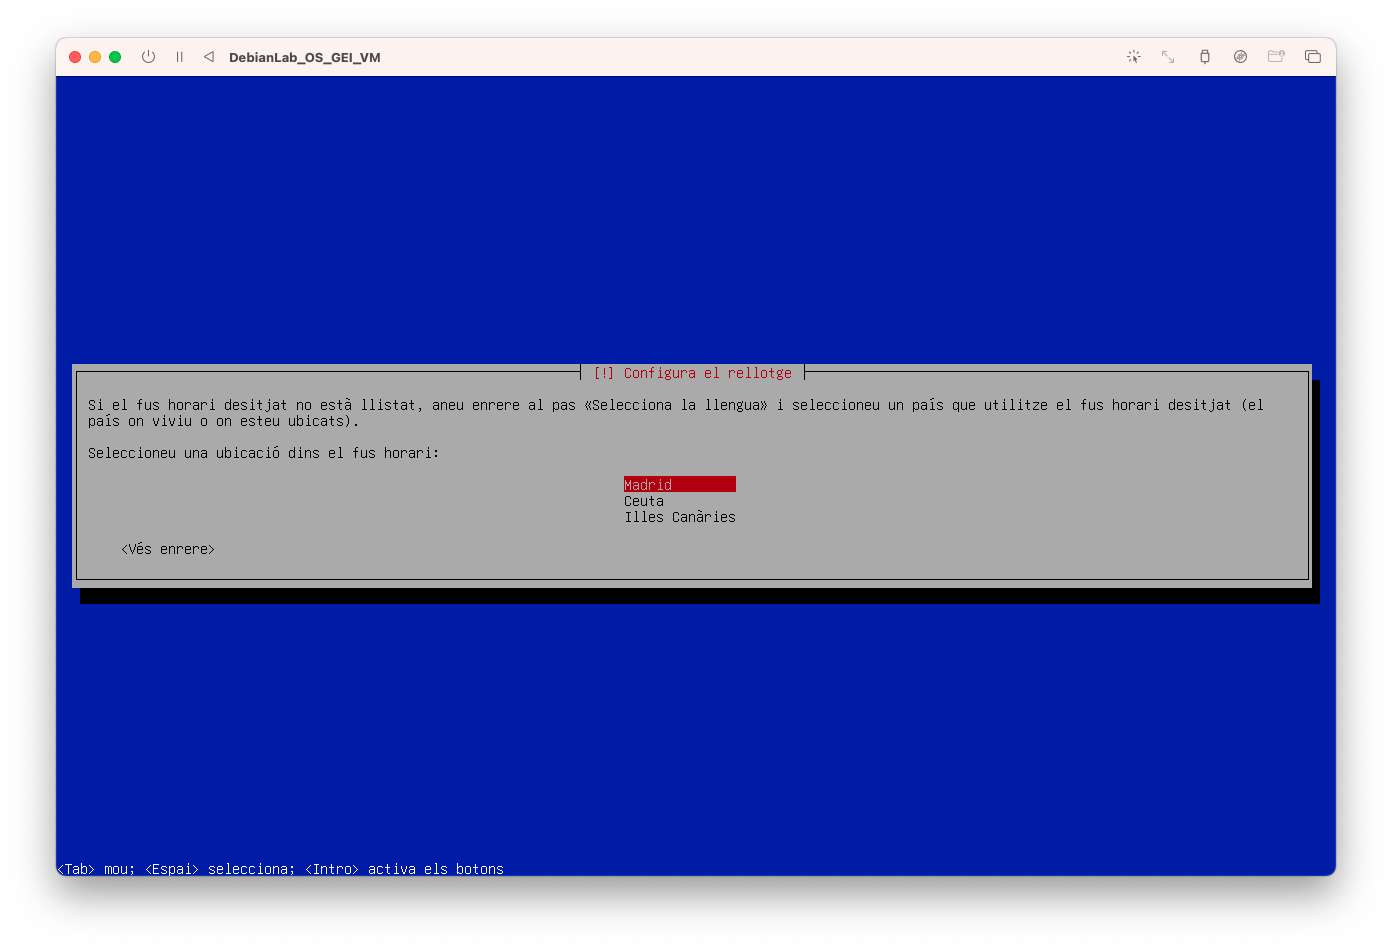 DebianLab_OS_GEI_VM
[!] Configura el rellotge
Si el fus horari desitjat no està llistat, aneu enrere al pas «Selecciona la llengua» i seleccioneu un país que utilitze el fus horari desitjat (el
país on viviu o on esteu ubicats).
Seleccioneu una ubicació dins el fus horari:
Madrid
Ceuta
Illes Canàries
<Vés enrere>
<Tab> mou; <Espai> selecciona; <Intro> activa els botons